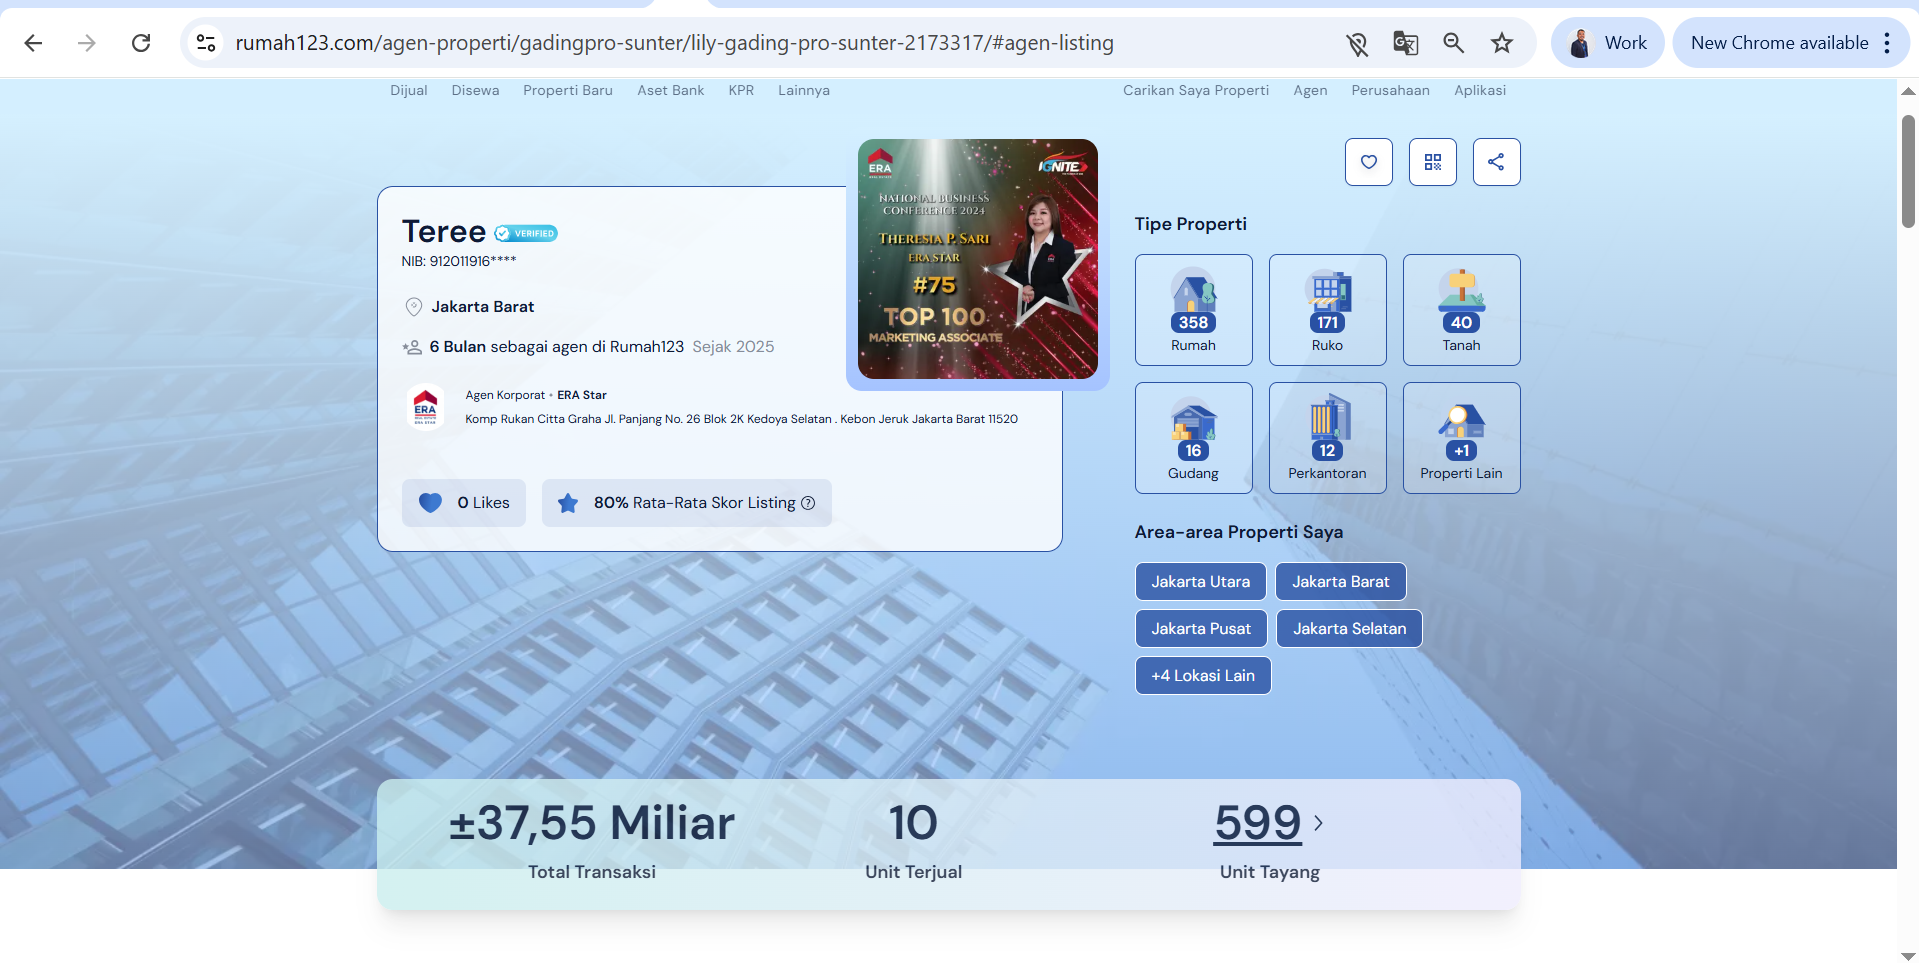 rumah123.com/agen-properti/gadingpro-sunter/lily-gading-pro-sunter-2173317/#agen-listing
Work
New Chrome available
Dijual Disewa Properti Baru Aset Bank KPR Lainnya
Carikan Saya Properti Agen Perusahaan Aplikasi
Teree VERIFIED
NIB: 912011916****
Jakarta Barat
6 Bulan sebagai agen di Rumah123 Sejak 2025
ERA
Agen Korporat • ERA Star
Komp Rukan Citta Graha Jl. Panjang No. 26 Blok 2K Kedoya Selatan . Kebon Jeruk Jakarta Barat 11520
0 Likes
80% Rata-Rata Skor Listing ?
ERA
IGNITE
NATIONAL BUSINESS
CONFERENCE 2024
THERESIA P. SARI
ERA STAR
#75
TOP 100
MARKETING ASSOCIATE
Tipe Properti
358
Rumah
171
Ruko
40
Tanah
16
Gudang
12
Perkantoran
+1
Properti Lain
Area-area Properti Saya
Jakarta Utara
Jakarta Barat
Jakarta Pusat
Jakarta Selatan
+4 Lokasi Lain
±37,55 Miliar
Total Transaksi
10
Unit Terjual
599
Unit Tayang